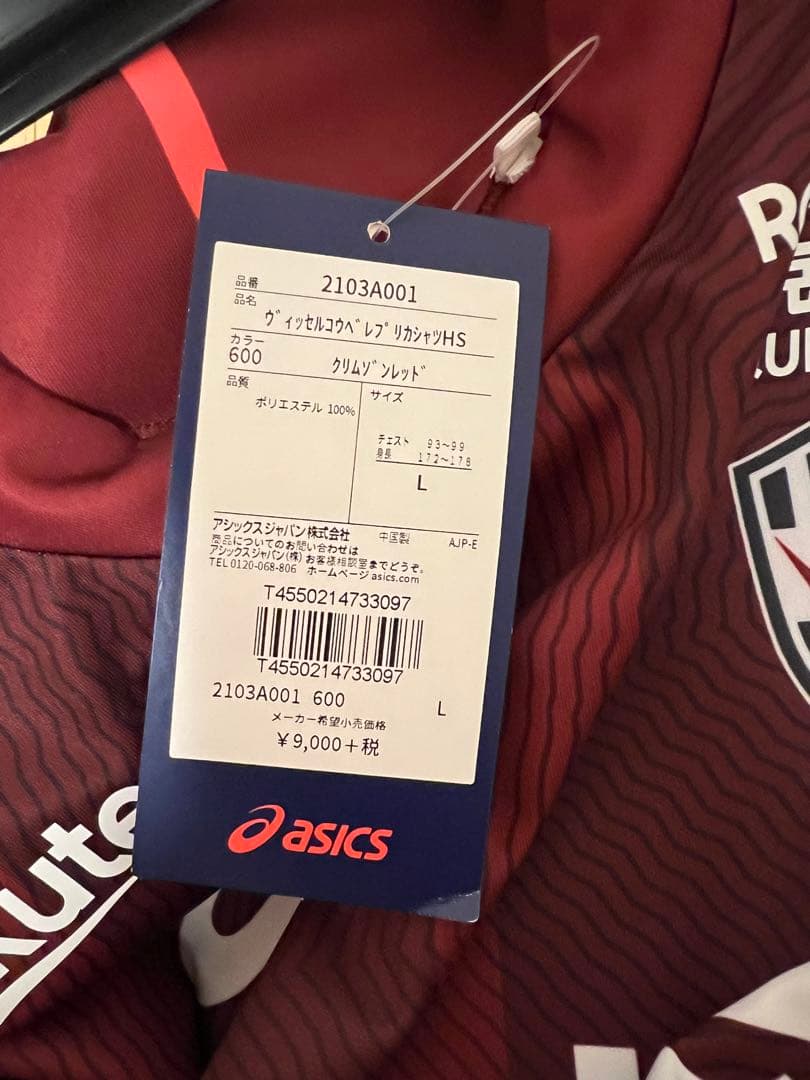 品番 2103A001
品名
ヴィッセルコウベレプリカシャツHS
カラー
600 クリムゾンレッド
品質
ポリエステル 100%
サイズ
チェスト 93~99
身長 172~178
L
アシックスジャパン株式会社 中国製 AJP-E
商品についてのお問い合わせは
アシックスジャパン(株) お客様相談室までどうぞ。
TEL 0120-068-806 ホームページ asics.com
T4550214733097
T4550214733097
2103A001 600 L
メーカー希望小売価格
¥9,000+税
asics